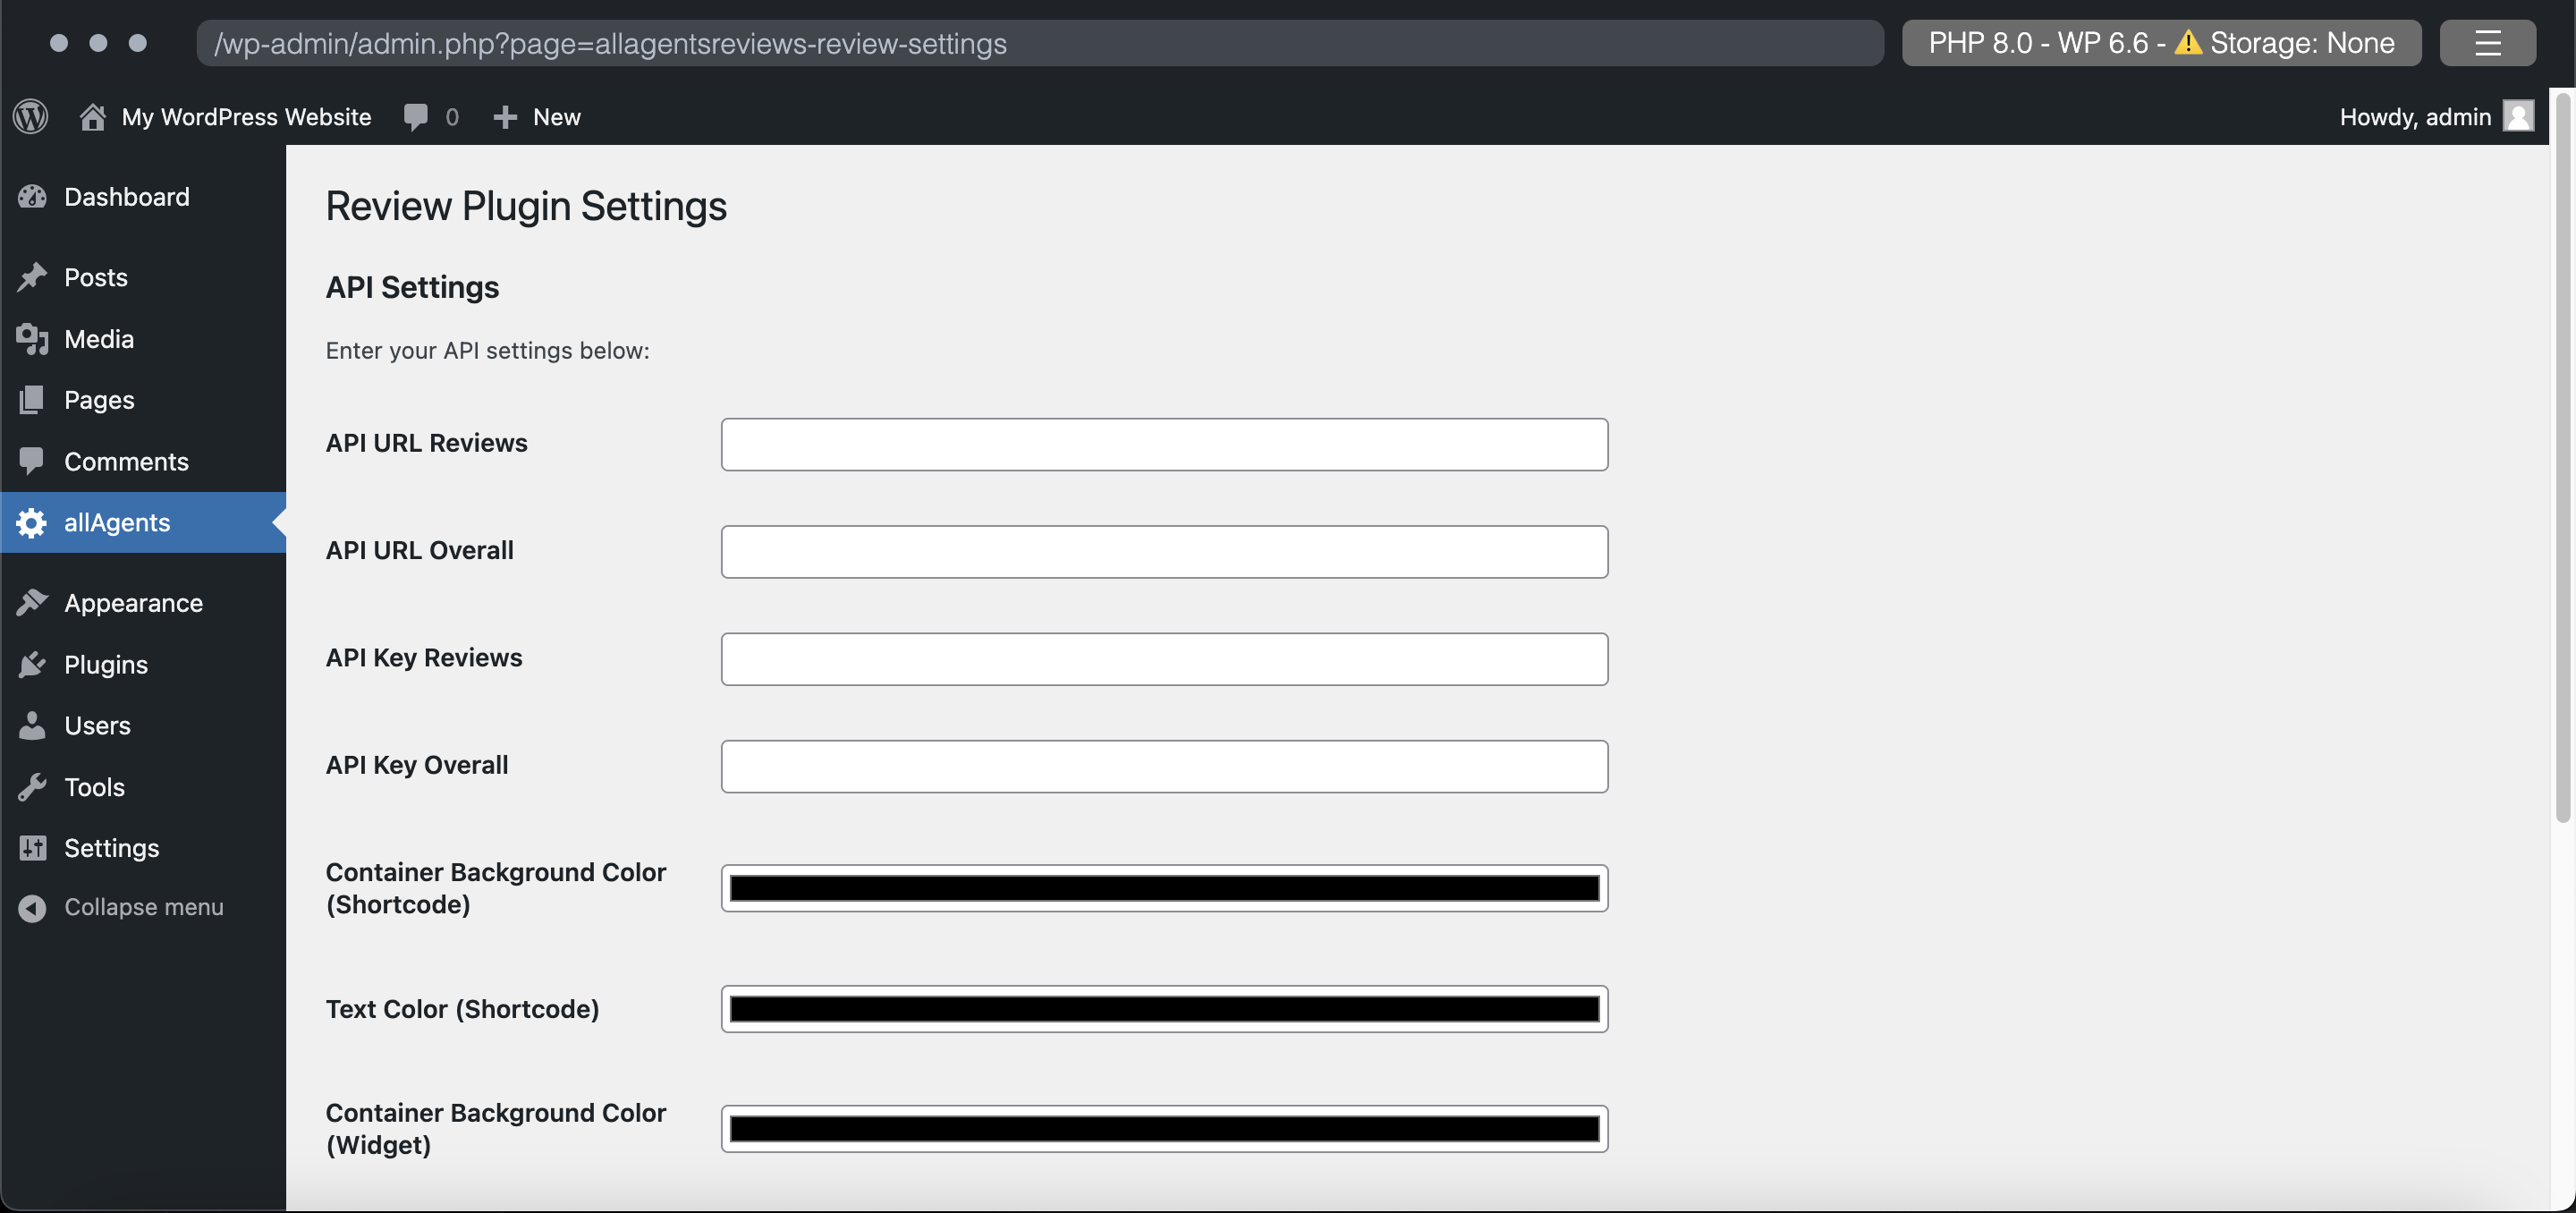 /wp-admin/admin.php?page=allagentsreviews-review-settings
PHP 8.0 - WP 6.6 - ⚠️ Storage: None
My WordPress Website
0
New
Howdy, admin
Dashboard
Posts
Media
Pages
Comments
allAgents
Appearance
Plugins
Users
Tools
Settings
Collapse menu
Review Plugin Settings
API Settings
Enter your API settings below:
API URL Reviews
API URL Overall
API Key Reviews
API Key Overall
Container Background Color
(Shortcode)
Text Color (Shortcode)
Container Background Color
(Widget)